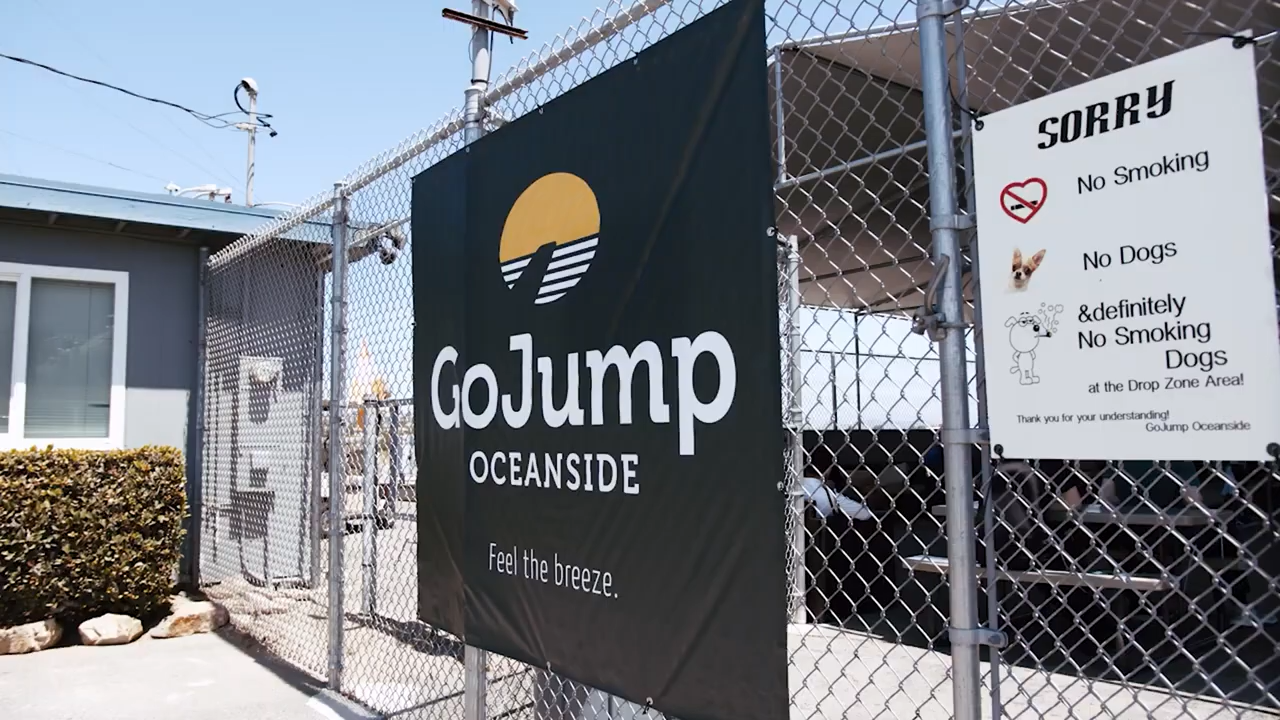 GoJump
OCEANSIDE
Feel the breeze.
SORRY
No Smoking
No Dogs
&definitely
No Smoking
Dogs
at the Drop Zone Area!
Thank you for your understanding!
GoJump Oceanside